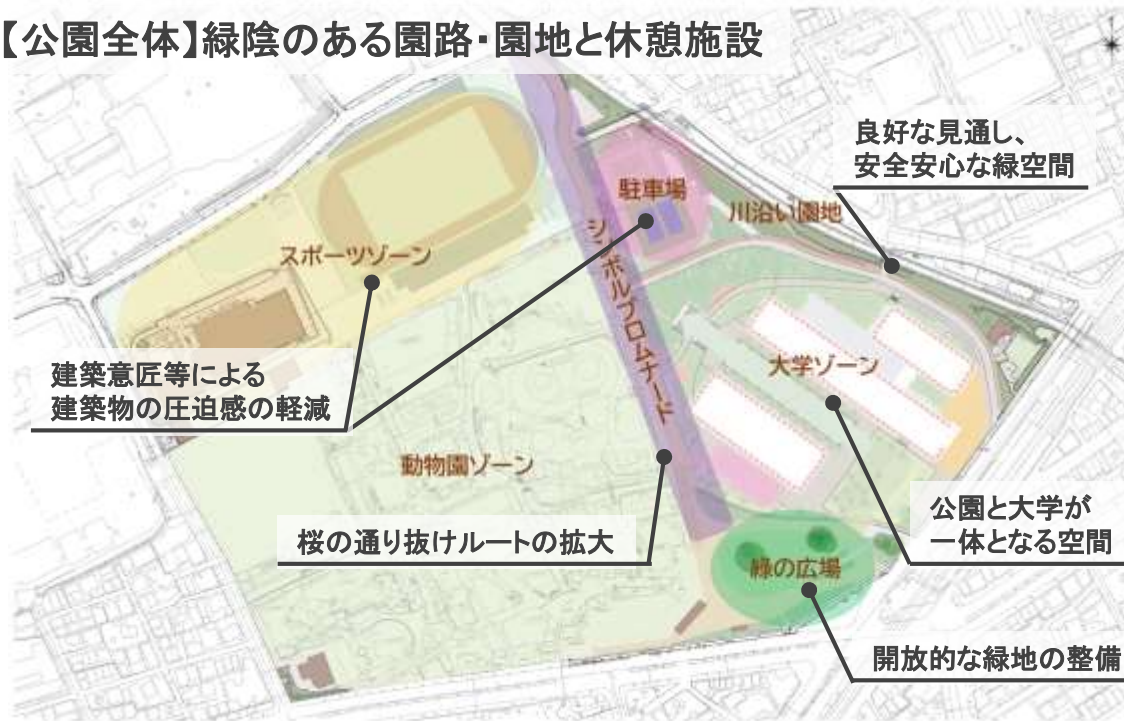 【公園全体】緑陰のある園路・園地と休憩施設
良好な見通し、
安全安心な緑空間
駐車場
川沿い園地
スポーツゾーン
シンボルプロムナード
建築意匠等による
建築物の圧迫感の軽減
大学ゾーン
動物園ゾーン
公園と大学が
一体となる空間
桜の通り抜けルートの拡大
緑の広場
開放的な緑地の整備